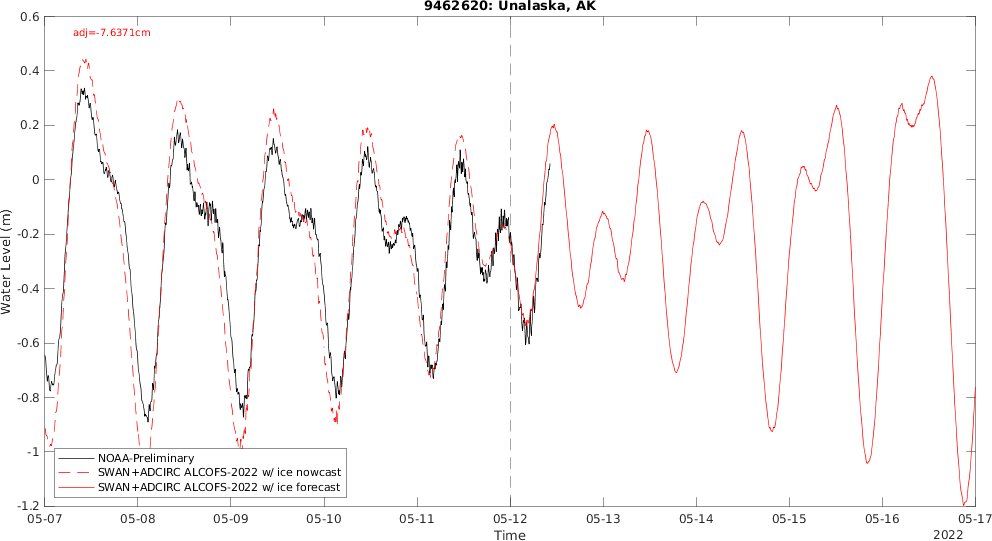 9462620: Unalaska, AK
adj=-7.6371cm
0.6
0.4
0.2
0
-0.2
-0.4
-0.6
-0.8
-1
-1.2
Water Level (m)
NOAA-Preliminary
SWAN+ADCIRC ALCOFS-2022 w/ ice nowcast
SWAN+ADCIRC ALCOFS-2022 w/ ice forecast
05-07 05-08 05-09 05-10 05-11 05-12 05-13 05-14 05-15 05-16 05-17
Time
2022